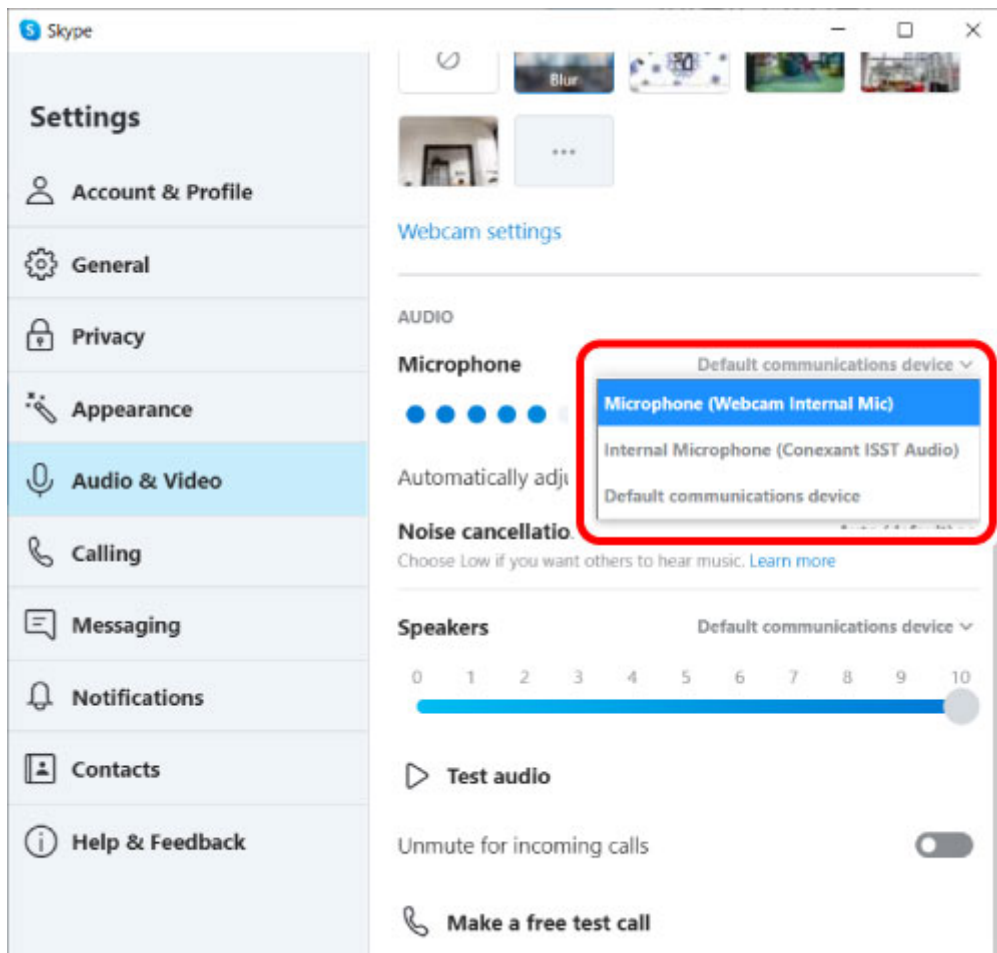 Skype
Settings
Account & Profile
General
Privacy
Appearance
Audio & Video
Calling
Messaging
Notifications
Contacts
Help & Feedback
Blur
Webcam settings
AUDIO
Microphone
Default communications device
Microphone (Webcam Internal Mic)
Internal Microphone (Conexant ISST Audio)
Default communications device
Automatically adju
Noise cancellatio
Choose Low if you want others to hear music. Learn more
Speakers Default communications device
0 1 2 3 4 5 6 7 8 9 10
Test audio
Unmute for incoming calls
Make a free test call